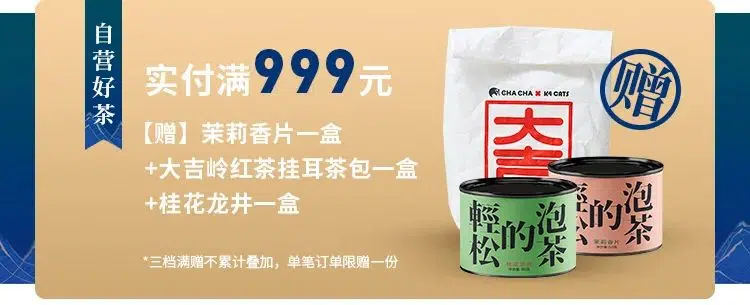 自营好茶
实付满999元
【赠】茉莉香片一盒
+大吉岭红茶挂耳茶包一盒
+桂花龙井一盒
*三档满赠不累计叠加，单笔订单限赠一份
CHA CHA × K4 CATS
大吉
赠
輕松的泡茶
輕松的泡茶
茉莉香片